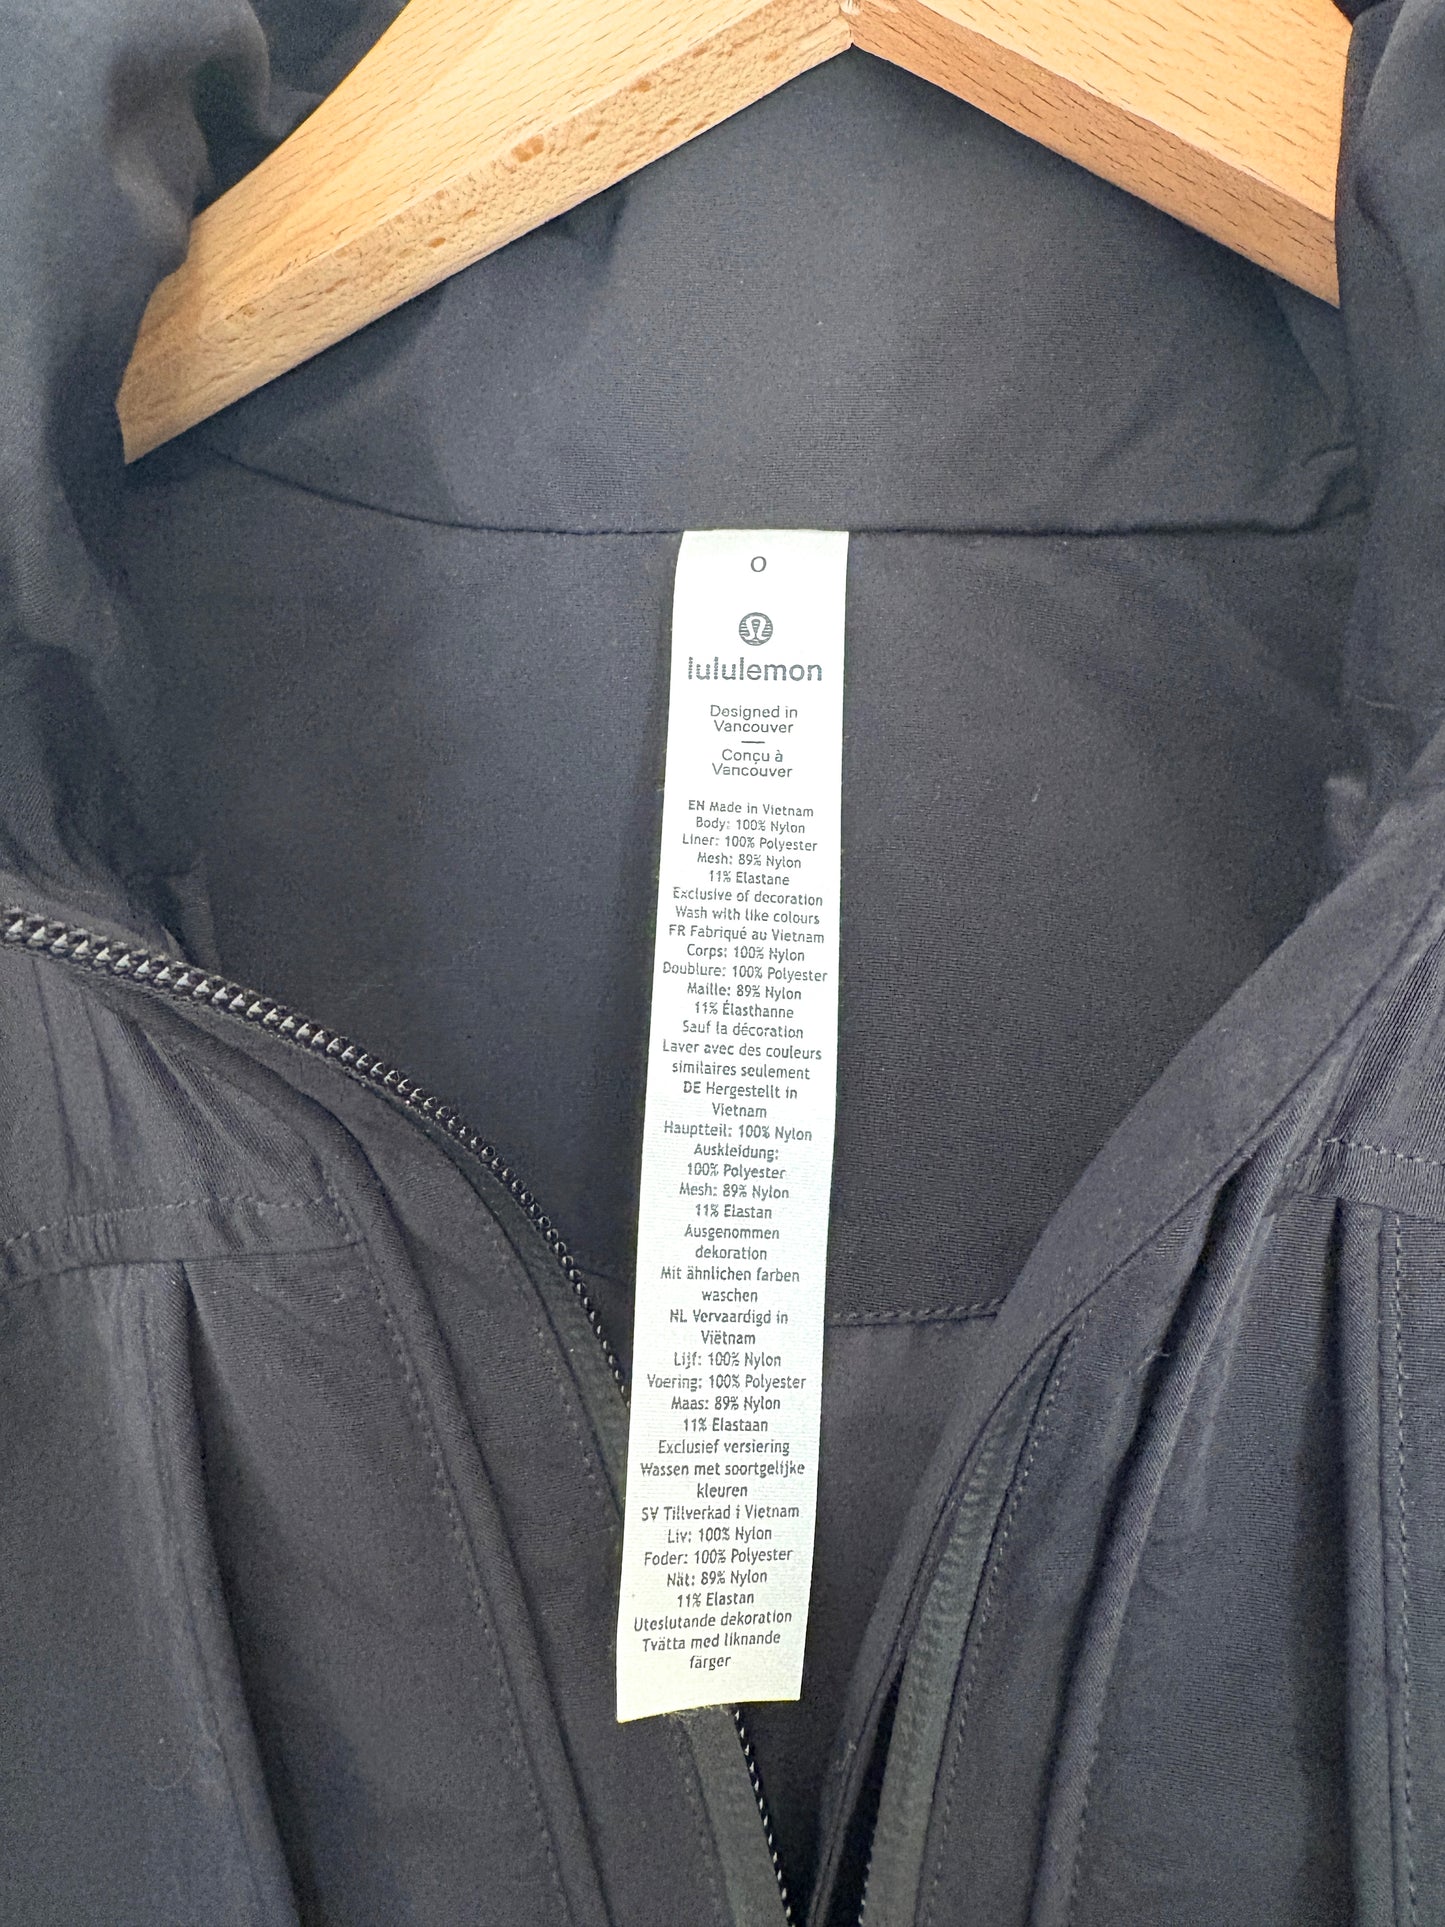 0
lululemon
Designed in
Vancouver
Conçu à
Vancouver
EN Made in Vietnam
Body: 100% Nylon
Liner: 100% Polyester
Mesh: 89% Nylon
11% Elastane
Exclusive of decoration
Wash with like colours
FR Fabriqué au Vietnam
Corps: 100% Nylon
Doublure: 100% Polyester
Maille: 89% Nylon
11% Élasthanne
Sauf la décoration
Laver avec des couleurs
similaires seulement
DE Hergestellt in
Vietnam
Hauptteil: 100% Nylon
Auskleidung:
100% Polyester
Mesh: 89% Nylon
11% Elastan
Ausgenommen
dekoration
Mit ähnlichen farben
waschen
NL Vervaardigd in
Viëtnam
Lijf: 100% Nylon
Voering: 100% Polyester
Maas: 89% Nylon
11% Elastaan
Exclusief versiering
Wassen met soortgelijke
kleuren
SV Tillverkad i Vietnam
Liv: 100% Nylon
Foder: 100% Polyester
Nät: 89% Nylon
11% Elastan
Uteslutande dekoration
Tvätta med liknande
färger